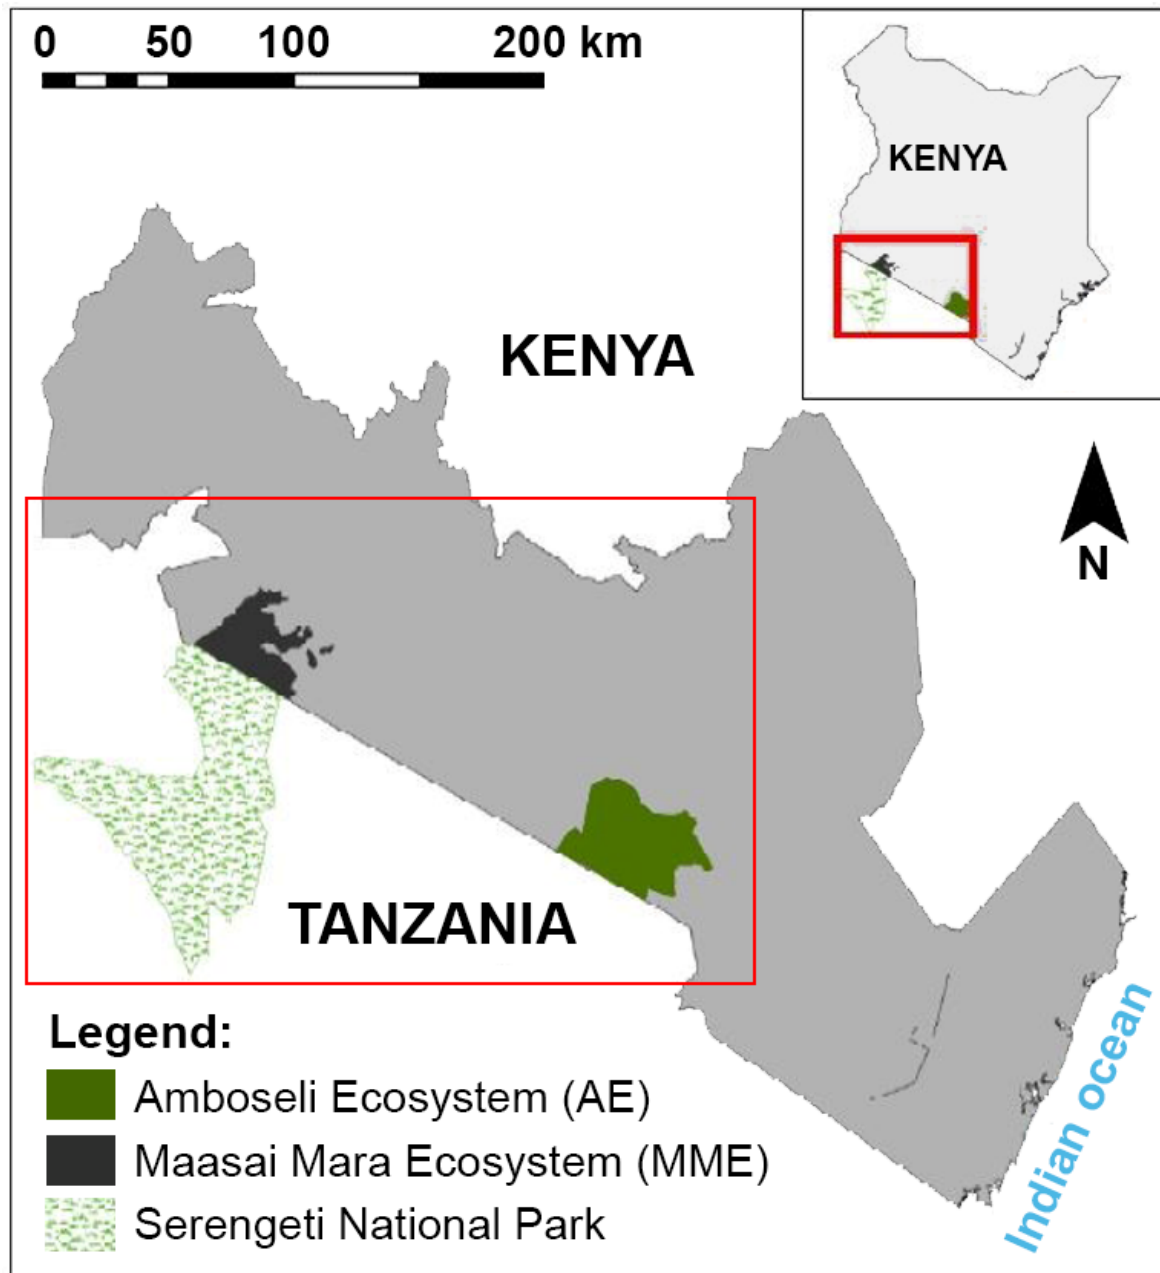 0 50 100 200 km
KENYA
KENYA
N
TANZANIA
Indian ocean
Legend:
Amboseli Ecosystem (AE)
Maasai Mara Ecosystem (MME)
Serengeti National Park